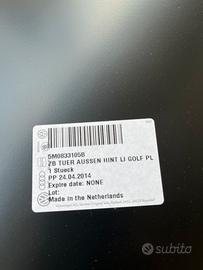 5M0833105B
ZB TUER AUSSEN HINT LI GOLF PL
1 Stueck
PP 24.04.2014
Expire date: NONE
Lot:
Made in the Netherlands
subito